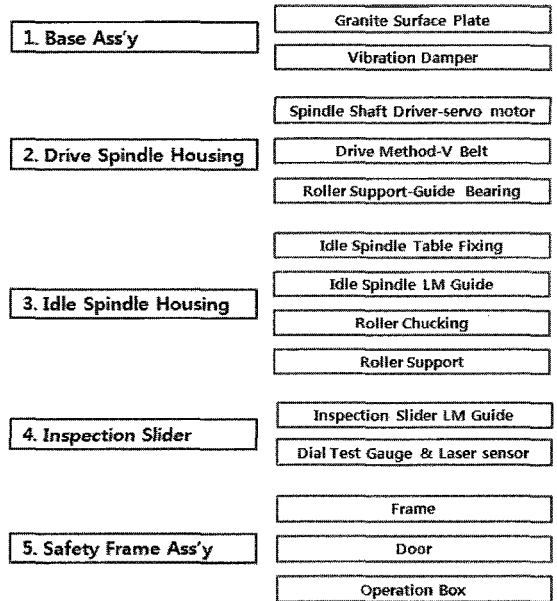 1. Base Ass'y
Granite Surface Plate
Vibration Damper
2. Drive Spindle Housing
Spindle Shaft Driver-servo motor
Drive Method-V Belt
Roller Support-Guide Bearing
3. Idle Spindle Housing
Idle Spindle Table Fixing
Idle Spindle LM Guide
Roller Chucking
Roller Support
4. Inspection Slider
Inspection Slider LM Guide
Dial Test Gauge & Laser sensor
5. Safety Frame Ass'y
Frame
Door
Operation Box